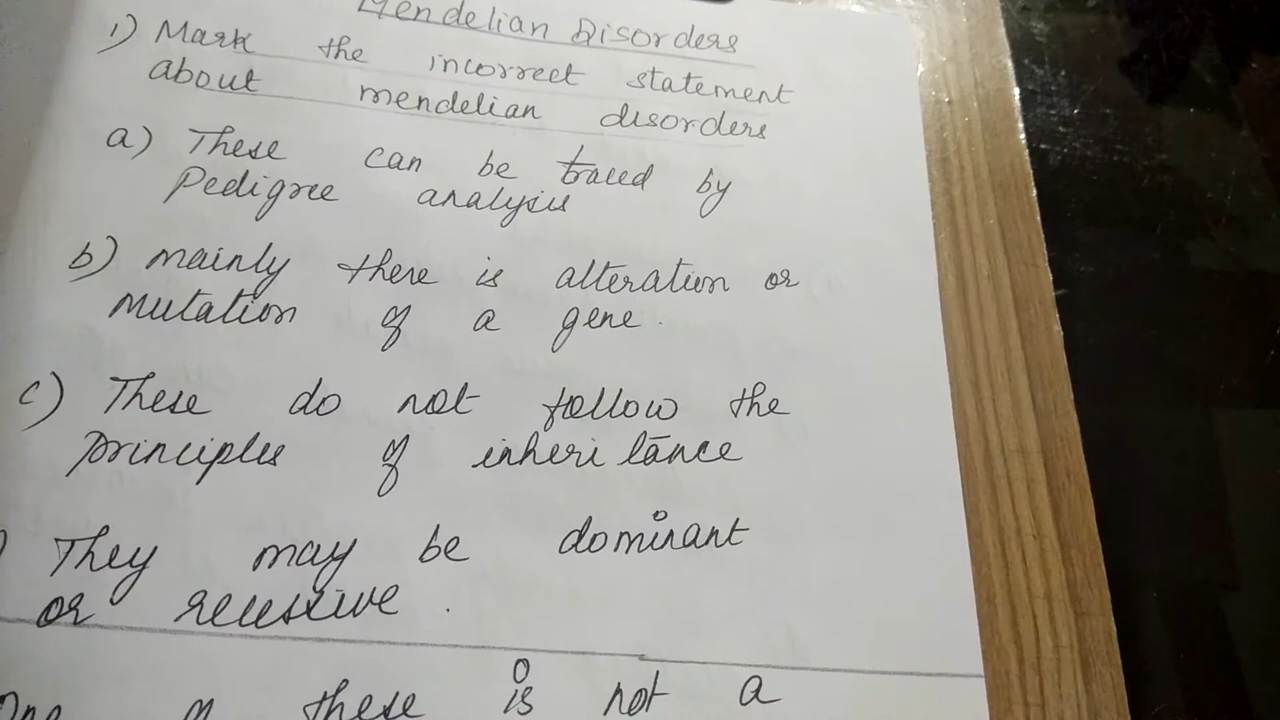 Mendelian Disorders
1) Mark the incorrect statement
about mendelian disorders
a) These can be traced by
Pedigree analysis
b) mainly there is alteration or
Mutation of a gene.
c) These do not follow the
principles of inheritance
) They may be dominant
or recessive.
One of these is not a